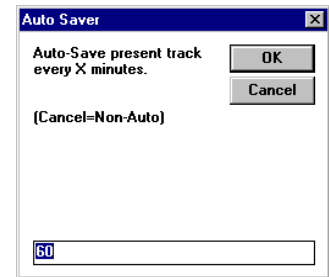 Auto Saver
Auto-Save present track
every X minutes.
OK
Cancel
(Cancel=Non-Auto)
60